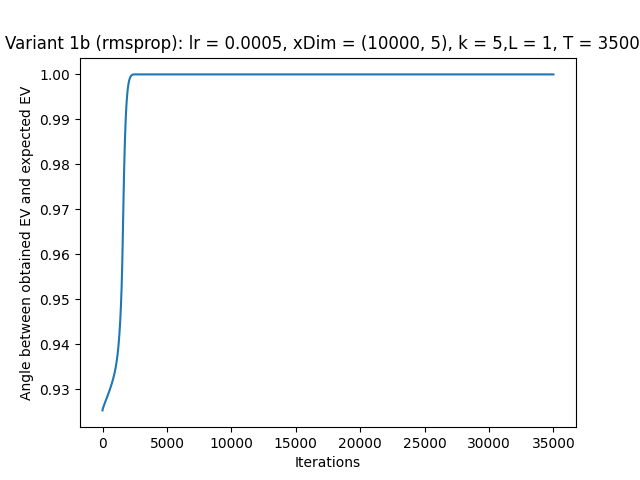 Variant 1b (rmsprop): lr = 0.0005, xDim = (10000, 5), k = 5,L = 1, T = 3500
1.00
0.99
0.98
0.97
0.96
0.95
0.94
0.93
Angle between obtained EV and expected EV
0 5000 10000 15000 20000 25000 30000 35000
Iterations